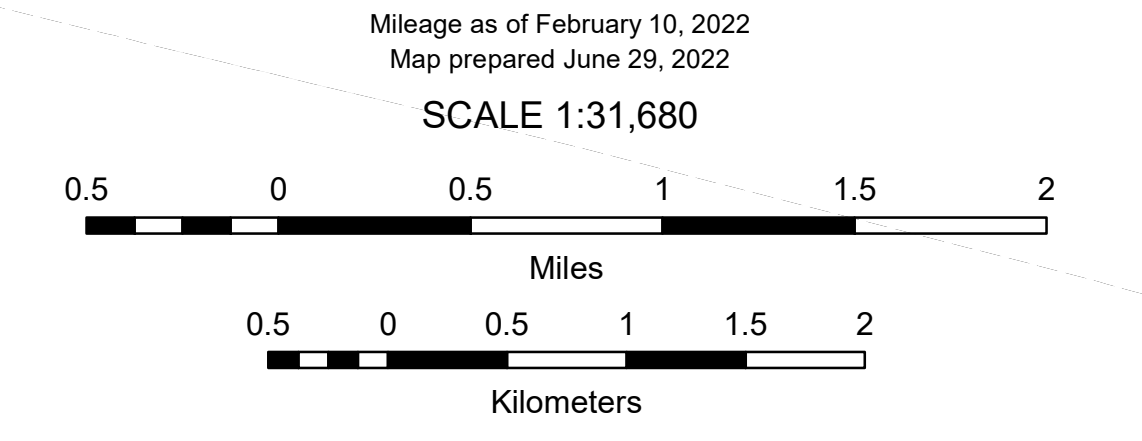 Mileage as of February 10, 2022
Map prepared June 29, 2022
SCALE 1:31,680
0.5 0 0.5 1 1.5 2
Miles
0.5 0 0.5 1 1.5 2
Kilometers